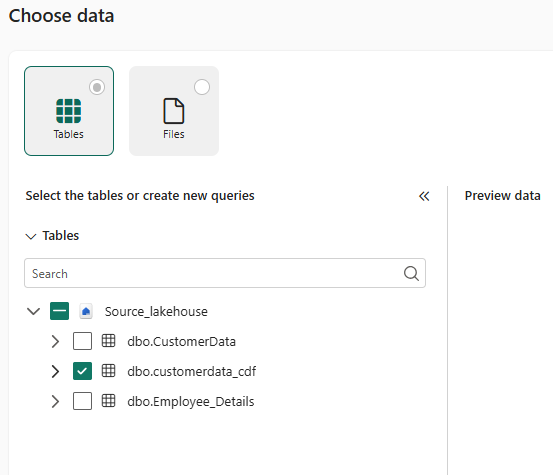 Choose data
Tables
Files
Select the tables or create new queries
Preview data
Tables
Search
Source_lakehouse
dbo.CustomerData
dbo.customerdata_cdf
dbo.Employee_Details